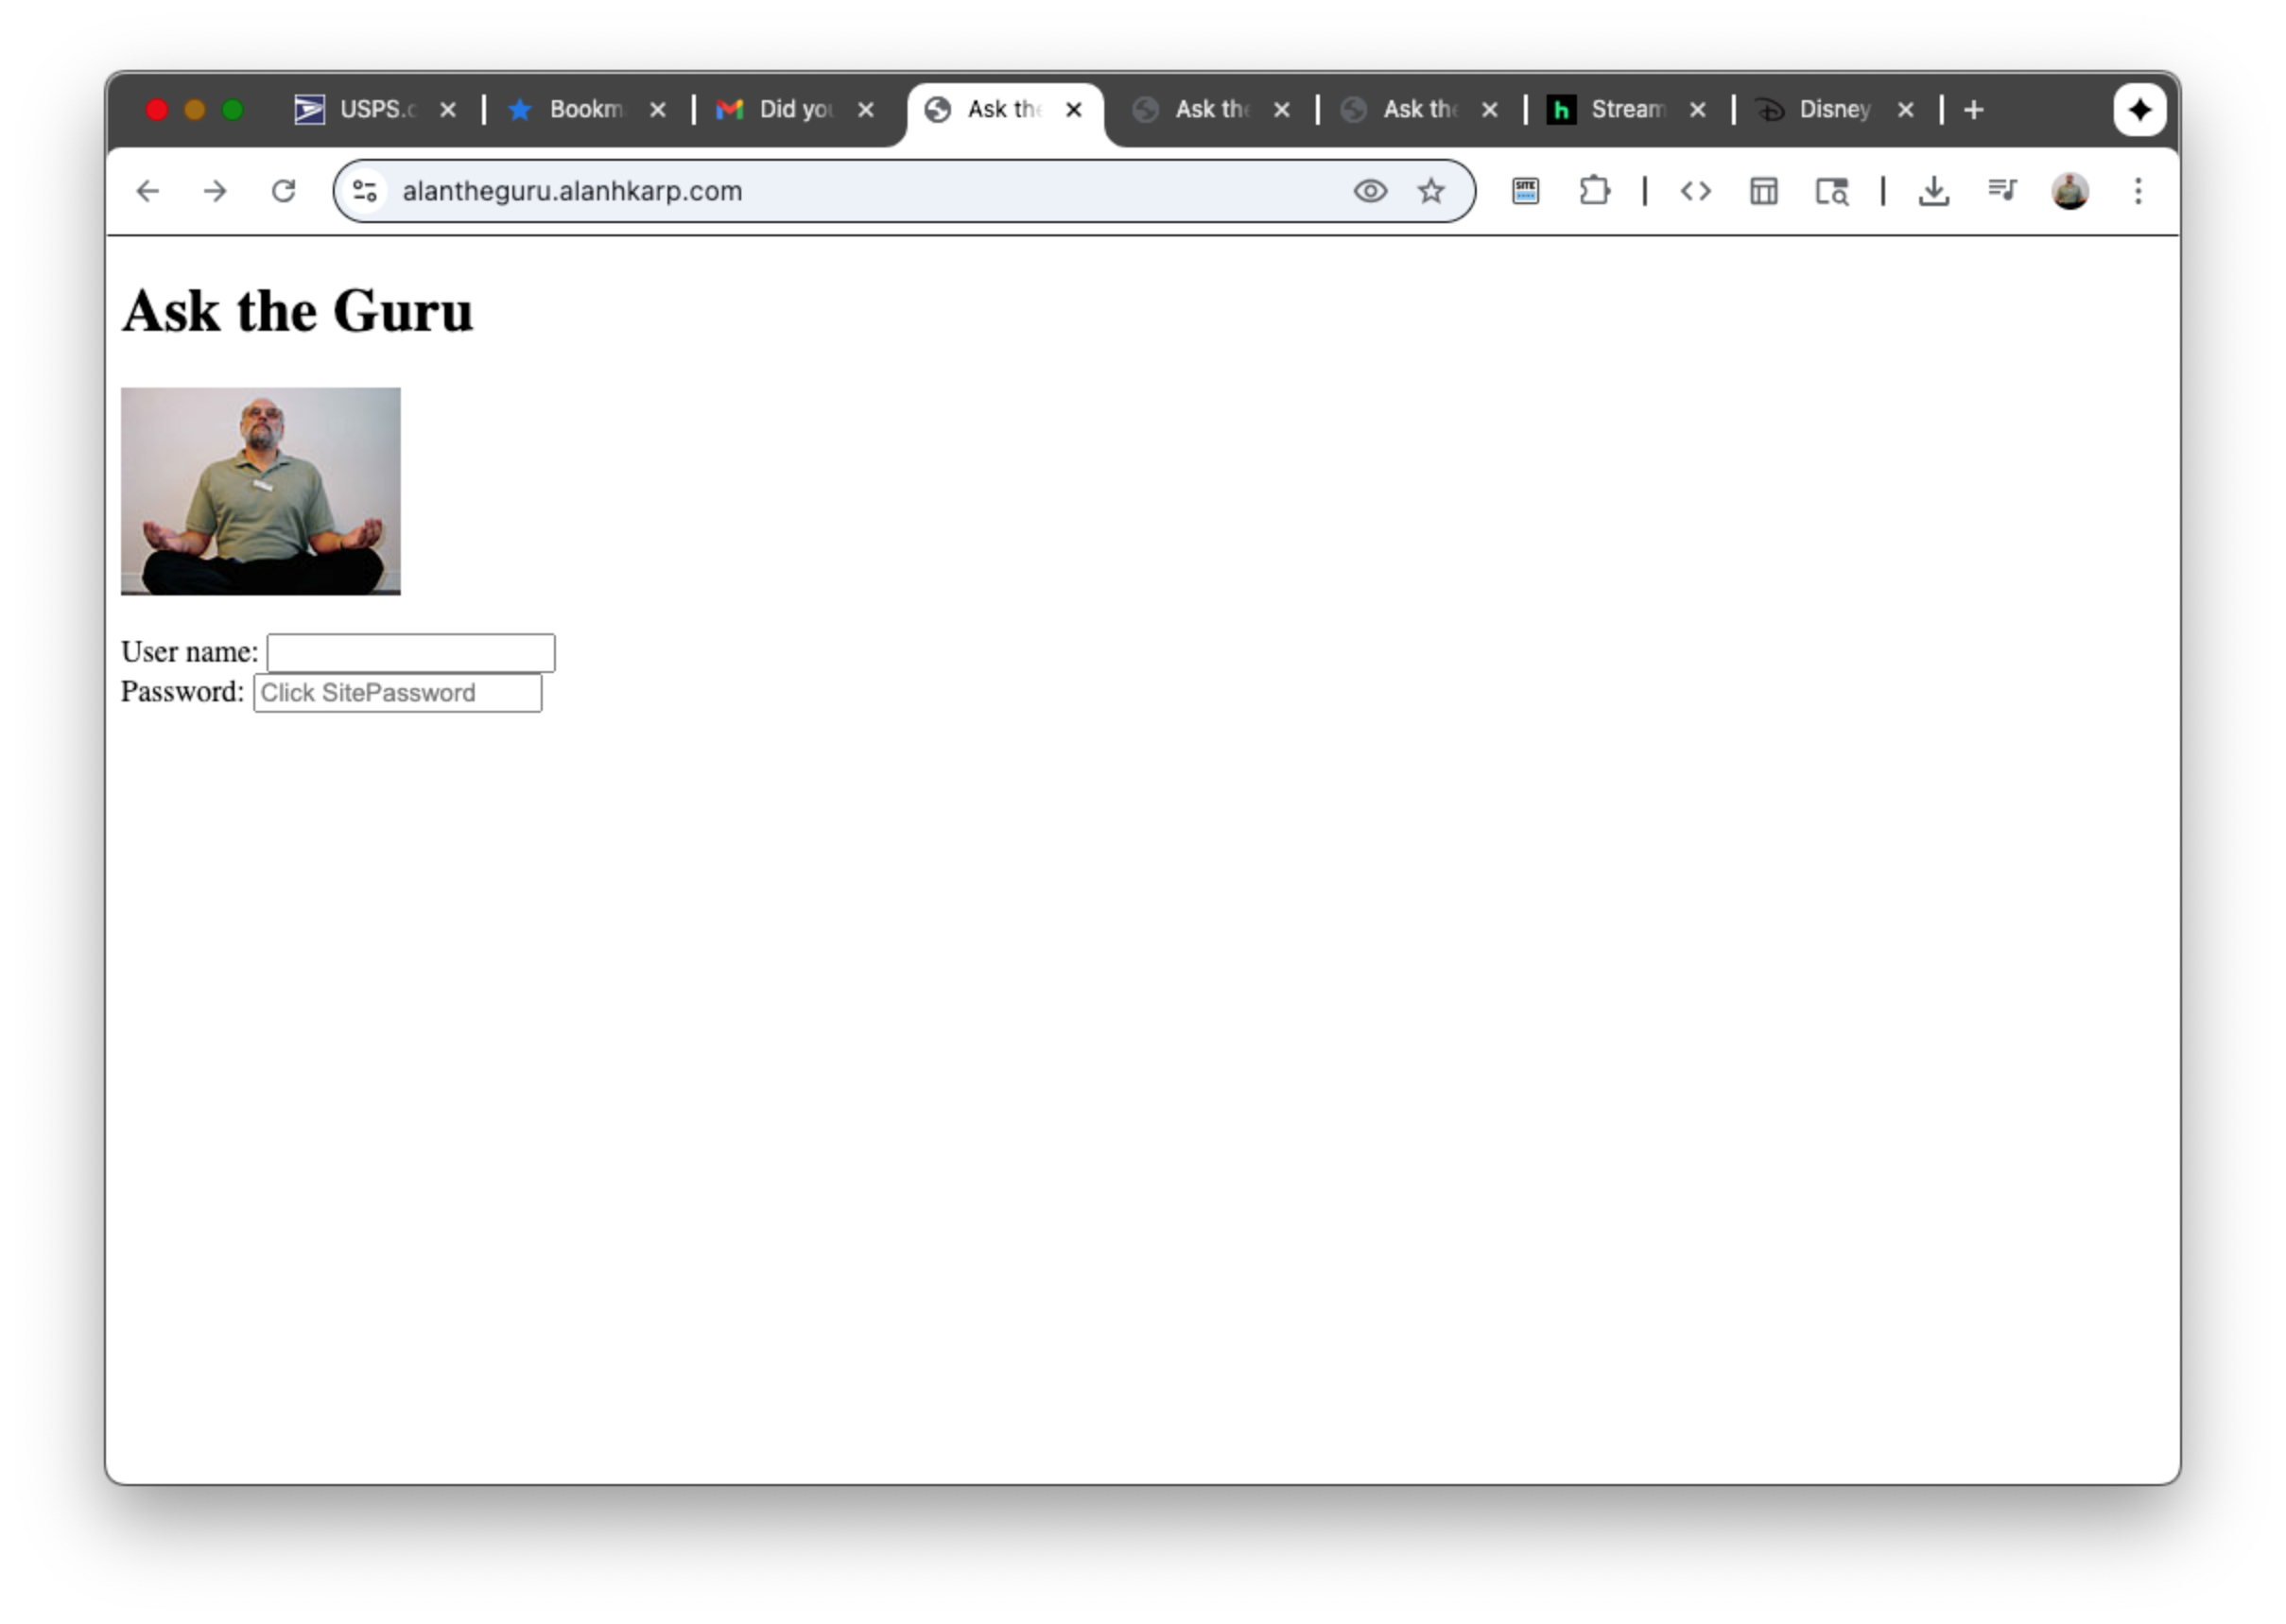 USPS.c Bookm Did you Ask the Ask the Ask the h Stream Disney
alantheguru.alanhkarp.com SITE
Ask the Guru
User name:
Password: Click SitePassword